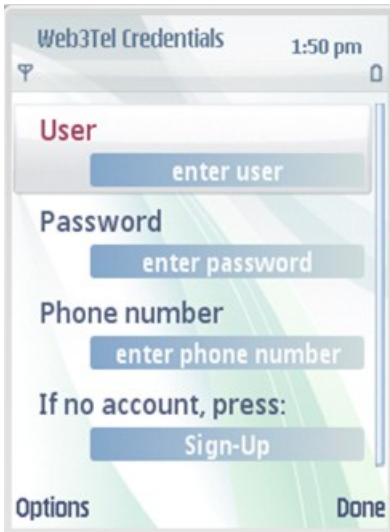 Web3Tel Credentials
1:50 pm
User
enter user
Password
enter password
Phone number
enter phone number
If no account, press:
Sign-Up
Options Done